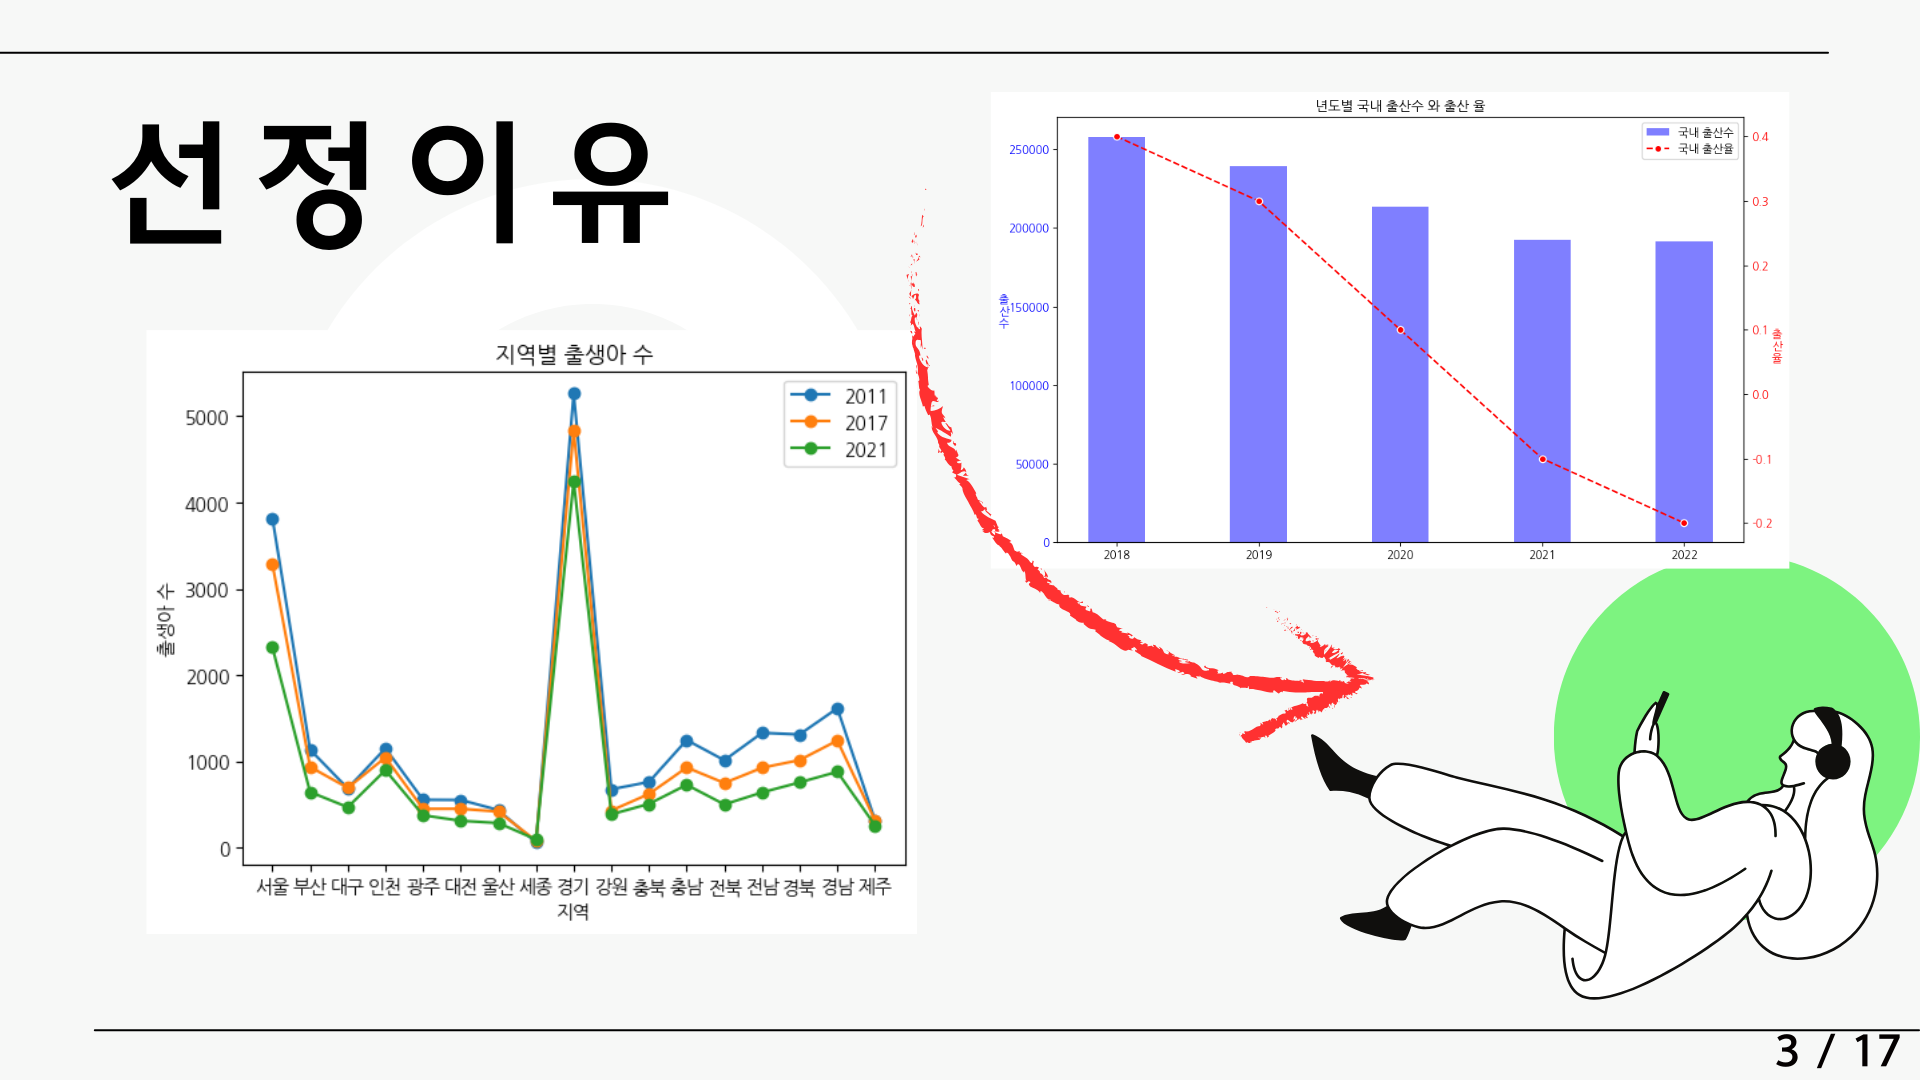 선정이유
지역별 출생아 수
2011
2017
2021
5000
4000
3000
2000
1000
0
출생아 수
서울 부산 대구 인천 광주 대전 울산 세종 경기 강원 충북 충남 전북 전남 경북 경남 제주
지역
년도별 국내 출산수 와 출산 율
국내 출산수
국내 출산율
250000
200000
150000
100000
50000
0
출산수
0.4
0.3
0.2
0.1
0.0
-0.1
-0.2
출산율
2018 2019 2020 2021 2022
3 / 17